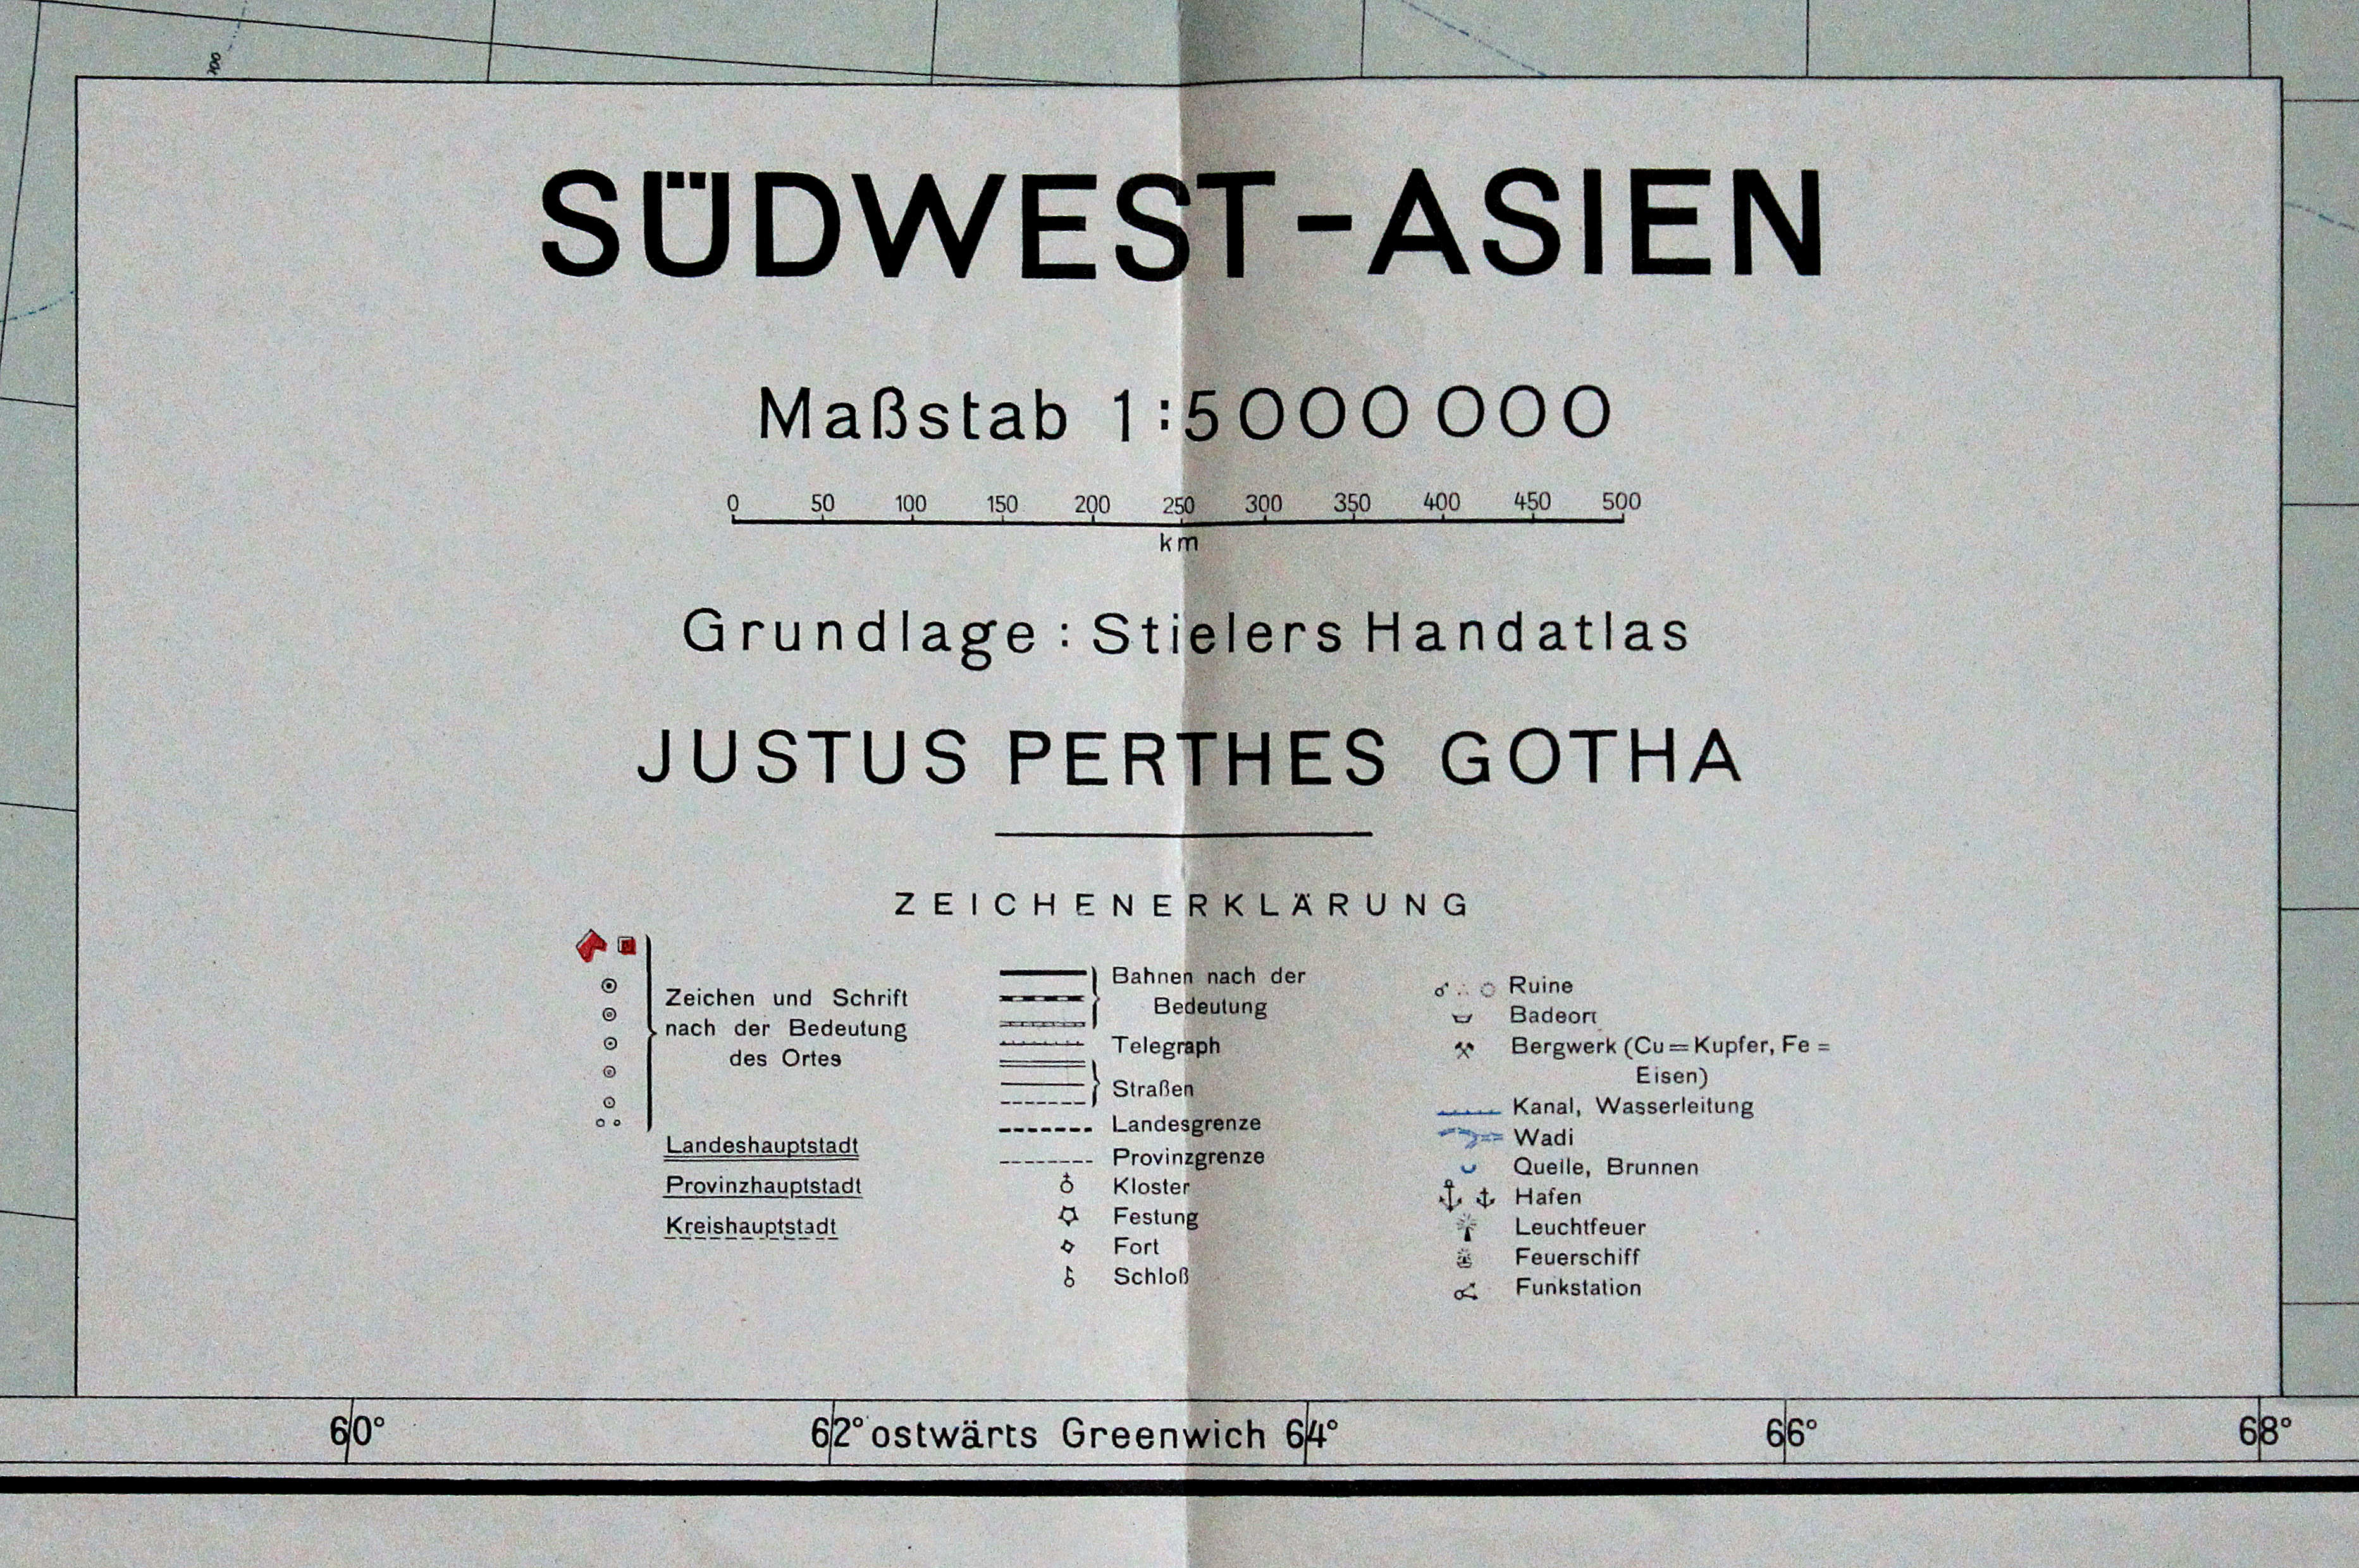 SÜDWEST-ASIEN
Maßstab 1:5000 000
0 50 100 150 200 250 300 350 400 450 500
km
Grundlage: Stielers Handatlas
JUSTUS PERTHES GOTHA
ZEICHENERKLÄRUNG
Zeichen und Schrift
nach der Bedeutung
des Ortes
Landeshauptstadt
Provinzhauptstadt
Kreishauptstadt
Bahnen nach der
Bedeutung
Telegraph
Straßen
Landesgrenze
Provinzgrenze
Kloster
Festung
Fort
Schloß
Ruine
Badeort
Bergwerk (Cu=Kupfer, Fe =
Eisen)
Kanal, Wasserleitung
Wadi
Quelle, Brunnen
Hafen
Leuchtfeuer
Feuerschiff
Funkstation
60° 62° ostwärts Greenwich 64° 66° 68°